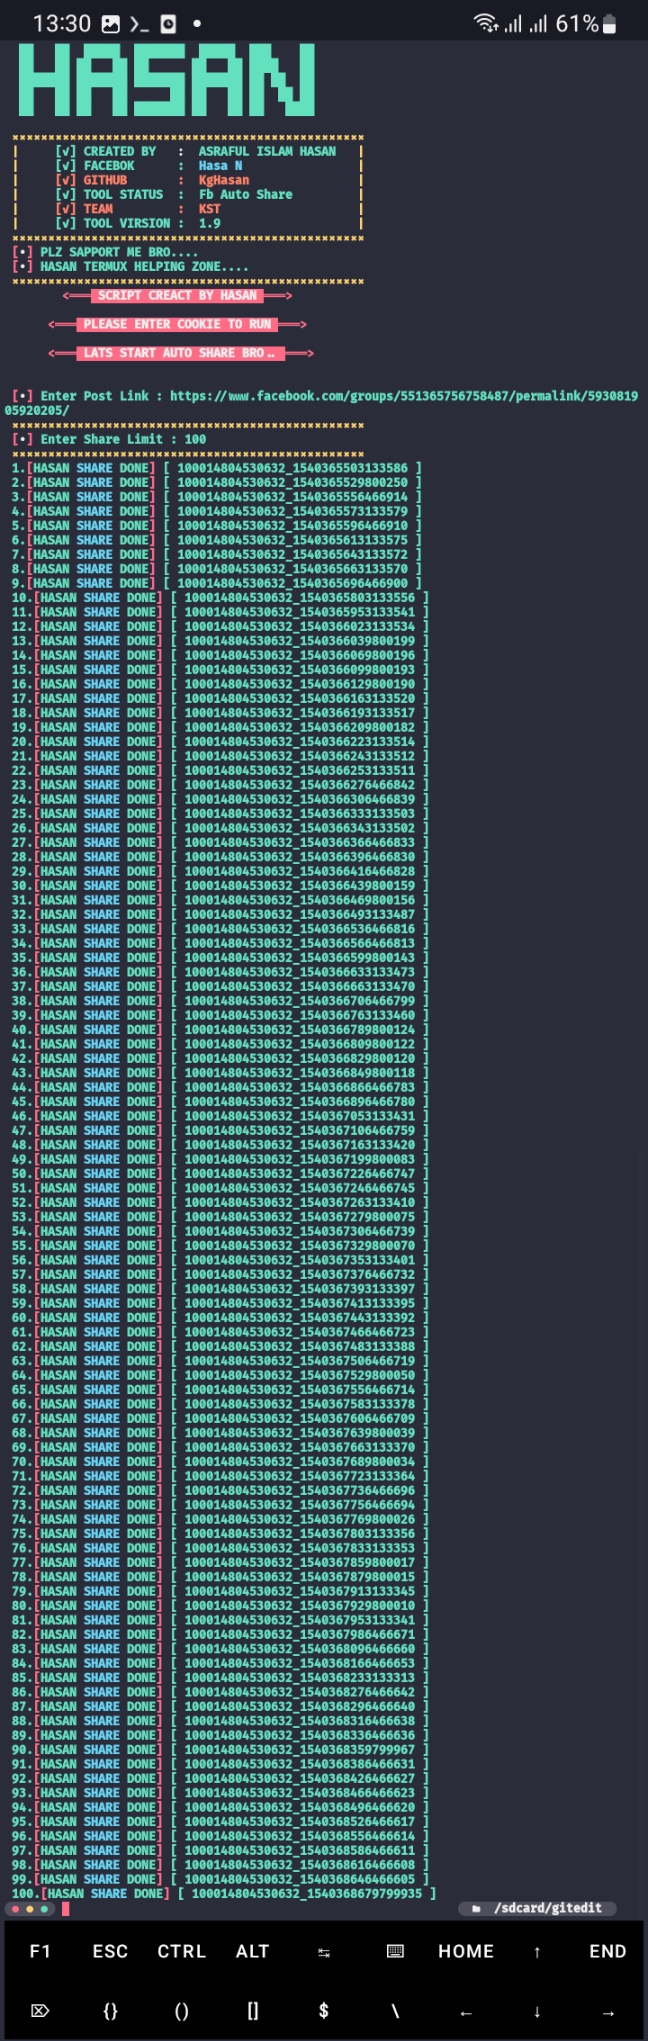 13:30 61%
HASAN
[√] CREATED BY : ASRAFUL ISLAM HASAN
[√] FACEBOK : Hasa N
[√] GITHUB : KgHasan
[√] TOOL STATUS : Fb Auto Share
[√] TEAM : KST
[√] TOOL VIRSION : 1.9
[•] PLZ SAPPORT ME BRO....
[•] HASAN TERMUX HELPING ZONE....
SCRIPT CREACT BY HASAN
PLEASE ENTER COOKIE TO RUN
LATS START AUTO SHARE BRO..
[•] Enter Post Link : https://www.facebook.com/groups/551365756758487/permalink/5930819
05920205/
[•] Enter Share Limit : 100
1.[HASAN SHARE DONE] [ 100014804530632_1540365503133586 ]
2.[HASAN SHARE DONE] [ 100014804530632_1540365529800250 ]
3.[HASAN SHARE DONE] [ 100014804530632_1540365556466914 ]
4.[HASAN SHARE DONE] [ 100014804530632_1540365573133579 ]
5.[HASAN SHARE DONE] [ 100014804530632_1540365596466910 ]
6.[HASAN SHARE DONE] [ 100014804530632_1540365613133575 ]
7.[HASAN SHARE DONE] [ 100014804530632_1540365643133572 ]
8.[HASAN SHARE DONE] [ 100014804530632_1540365663133570 ]
9.[HASAN SHARE DONE] [ 100014804530632_1540365696466900 ]
10.[HASAN SHARE DONE] [ 100014804530632_1540365803133556 ]
11.[HASAN SHARE DONE] [ 100014804530632_1540365953133541 ]
12.[HASAN SHARE DONE] [ 100014804530632_1540366023133534 ]
13.[HASAN SHARE DONE] [ 100014804530632_1540366039800199 ]
14.[HASAN SHARE DONE] [ 100014804530632_1540366069800196 ]
15.[HASAN SHARE DONE] [ 100014804530632_1540366099800193 ]
16.[HASAN SHARE DONE] [ 100014804530632_1540366129800190 ]
17.[HASAN SHARE DONE] [ 100014804530632_1540366163133520 ]
18.[HASAN SHARE DONE] [ 100014804530632_1540366193133517 ]
19.[HASAN SHARE DONE] [ 100014804530632_1540366209800182 ]
20.[HASAN SHARE DONE] [ 100014804530632_1540366223133514 ]
21.[HASAN SHARE DONE] [ 100014804530632_1540366243133512 ]
22.[HASAN SHARE DONE] [ 100014804530632_1540366253133511 ]
23.[HASAN SHARE DONE] [ 100014804530632_1540366276466842 ]
24.[HASAN SHARE DONE] [ 100014804530632_1540366306466839 ]
25.[HASAN SHARE DONE] [ 100014804530632_1540366333133503 ]
26.[HASAN SHARE DONE] [ 100014804530632_1540366343133502 ]
27.[HASAN SHARE DONE] [ 100014804530632_1540366366466833 ]
28.[HASAN SHARE DONE] [ 100014804530632_1540366396466830 ]
29.[HASAN SHARE DONE] [ 100014804530632_1540366416466828 ]
30.[HASAN SHARE DONE] [ 100014804530632_1540366439800159 ]
31.[HASAN SHARE DONE] [ 100014804530632_1540366469800156 ]
32.[HASAN SHARE DONE] [ 100014804530632_1540366493133487 ]
33.[HASAN SHARE DONE] [ 100014804530632_1540366536466816 ]
34.[HASAN SHARE DONE] [ 100014804530632_1540366566466813 ]
35.[HASAN SHARE DONE] [ 100014804530632_1540366599800143 ]
36.[HASAN SHARE DONE] [ 100014804530632_1540366633133473 ]
37.[HASAN SHARE DONE] [ 100014804530632_1540366663133470 ]
38.[HASAN SHARE DONE] [ 100014804530632_1540366706466799 ]
39.[HASAN SHARE DONE] [ 100014804530632_1540366763133460 ]
40.[HASAN SHARE DONE] [ 100014804530632_1540366789800124 ]
41.[HASAN SHARE DONE] [ 100014804530632_1540366809800122 ]
42.[HASAN SHARE DONE] [ 100014804530632_1540366829800120 ]
43.[HASAN SHARE DONE] [ 100014804530632_1540366849800118 ]
44.[HASAN SHARE DONE] [ 100014804530632_1540366866466783 ]
45.[HASAN SHARE DONE] [ 100014804530632_1540366896466780 ]
46.[HASAN SHARE DONE] [ 100014804530632_1540367053133431 ]
47.[HASAN SHARE DONE] [ 100014804530632_1540367106466759 ]
48.[HASAN SHARE DONE] [ 100014804530632_1540367163133420 ]
49.[HASAN SHARE DONE] [ 100014804530632_1540367199800083 ]
50.[HASAN SHARE DONE] [ 100014804530632_1540367226466747 ]
51.[HASAN SHARE DONE] [ 100014804530632_1540367246466745 ]
52.[HASAN SHARE DONE] [ 100014804530632_1540367263133410 ]
53.[HASAN SHARE DONE] [ 100014804530632_1540367279800075 ]
54.[HASAN SHARE DONE] [ 100014804530632_1540367306466739 ]
55.[HASAN SHARE DONE] [ 100014804530632_1540367329800070 ]
56.[HASAN SHARE DONE] [ 100014804530632_1540367353133401 ]
57.[HASAN SHARE DONE] [ 100014804530632_1540367376466732 ]
58.[HASAN SHARE DONE] [ 100014804530632_1540367393133397 ]
59.[HASAN SHARE DONE] [ 100014804530632_1540367413133395 ]
60.[HASAN SHARE DONE] [ 100014804530632_1540367443133392 ]
61.[HASAN SHARE DONE] [ 100014804530632_1540367466466723 ]
62.[HASAN SHARE DONE] [ 100014804530632_1540367483133388 ]
63.[HASAN SHARE DONE] [ 100014804530632_1540367506466719 ]
64.[HASAN SHARE DONE] [ 100014804530632_1540367529800050 ]
65.[HASAN SHARE DONE] [ 100014804530632_1540367556466714 ]
66.[HASAN SHARE DONE] [ 100014804530632_1540367583133378 ]
67.[HASAN SHARE DONE] [ 100014804530632_1540367606466709 ]
68.[HASAN SHARE DONE] [ 100014804530632_1540367639800039 ]
69.[HASAN SHARE DONE] [ 100014804530632_1540367663133370 ]
70.[HASAN SHARE DONE] [ 100014804530632_1540367689800034 ]
71.[HASAN SHARE DONE] [ 100014804530632_1540367723133364 ]
72.[HASAN SHARE DONE] [ 100014804530632_1540367736466696 ]
73.[HASAN SHARE DONE] [ 100014804530632_1540367756466694 ]
74.[HASAN SHARE DONE] [ 100014804530632_1540367769800026 ]
75.[HASAN SHARE DONE] [ 100014804530632_1540367803133356 ]
76.[HASAN SHARE DONE] [ 100014804530632_1540367833133353 ]
77.[HASAN SHARE DONE] [ 100014804530632_1540367859800017 ]
78.[HASAN SHARE DONE] [ 100014804530632_1540367879800015 ]
79.[HASAN SHARE DONE] [ 100014804530632_1540367913133345 ]
80.[HASAN SHARE DONE] [ 100014804530632_1540367929800010 ]
81.[HASAN SHARE DONE] [ 100014804530632_1540367953133341 ]
82.[HASAN SHARE DONE] [ 100014804530632_1540367986466671 ]
83.[HASAN SHARE DONE] [ 100014804530632_1540368096466660 ]
84.[HASAN SHARE DONE] [ 100014804530632_1540368166466653 ]
85.[HASAN SHARE DONE] [ 100014804530632_1540368233133313 ]
86.[HASAN SHARE DONE] [ 100014804530632_1540368276466642 ]
87.[HASAN SHARE DONE] [ 100014804530632_1540368296466640 ]
88.[HASAN SHARE DONE] [ 100014804530632_1540368316466638 ]
89.[HASAN SHARE DONE] [ 100014804530632_1540368336466636 ]
90.[HASAN SHARE DONE] [ 100014804530632_1540368359799967 ]
91.[HASAN SHARE DONE] [ 100014804530632_1540368386466631 ]
92.[HASAN SHARE DONE] [ 100014804530632_1540368426466627 ]
93.[HASAN SHARE DONE] [ 100014804530632_1540368466466623 ]
94.[HASAN SHARE DONE] [ 100014804530632_1540368496466620 ]
95.[HASAN SHARE DONE] [ 100014804530632_1540368526466617 ]
96.[HASAN SHARE DONE] [ 100014804530632_1540368556466614 ]
97.[HASAN SHARE DONE] [ 100014804530632_1540368586466611 ]
98.[HASAN SHARE DONE] [ 100014804530632_1540368616466608 ]
99.[HASAN SHARE DONE] [ 100014804530632_1540368646466605 ]
100.[HASAN SHARE DONE] [ 100014804530632_1540368679799935 ]
/sdcard/gitedit
F1 ESC CTRL ALT ↹ ⌨ HOME ↑ END
⌦ {} () [] $ \ ← ↓ →